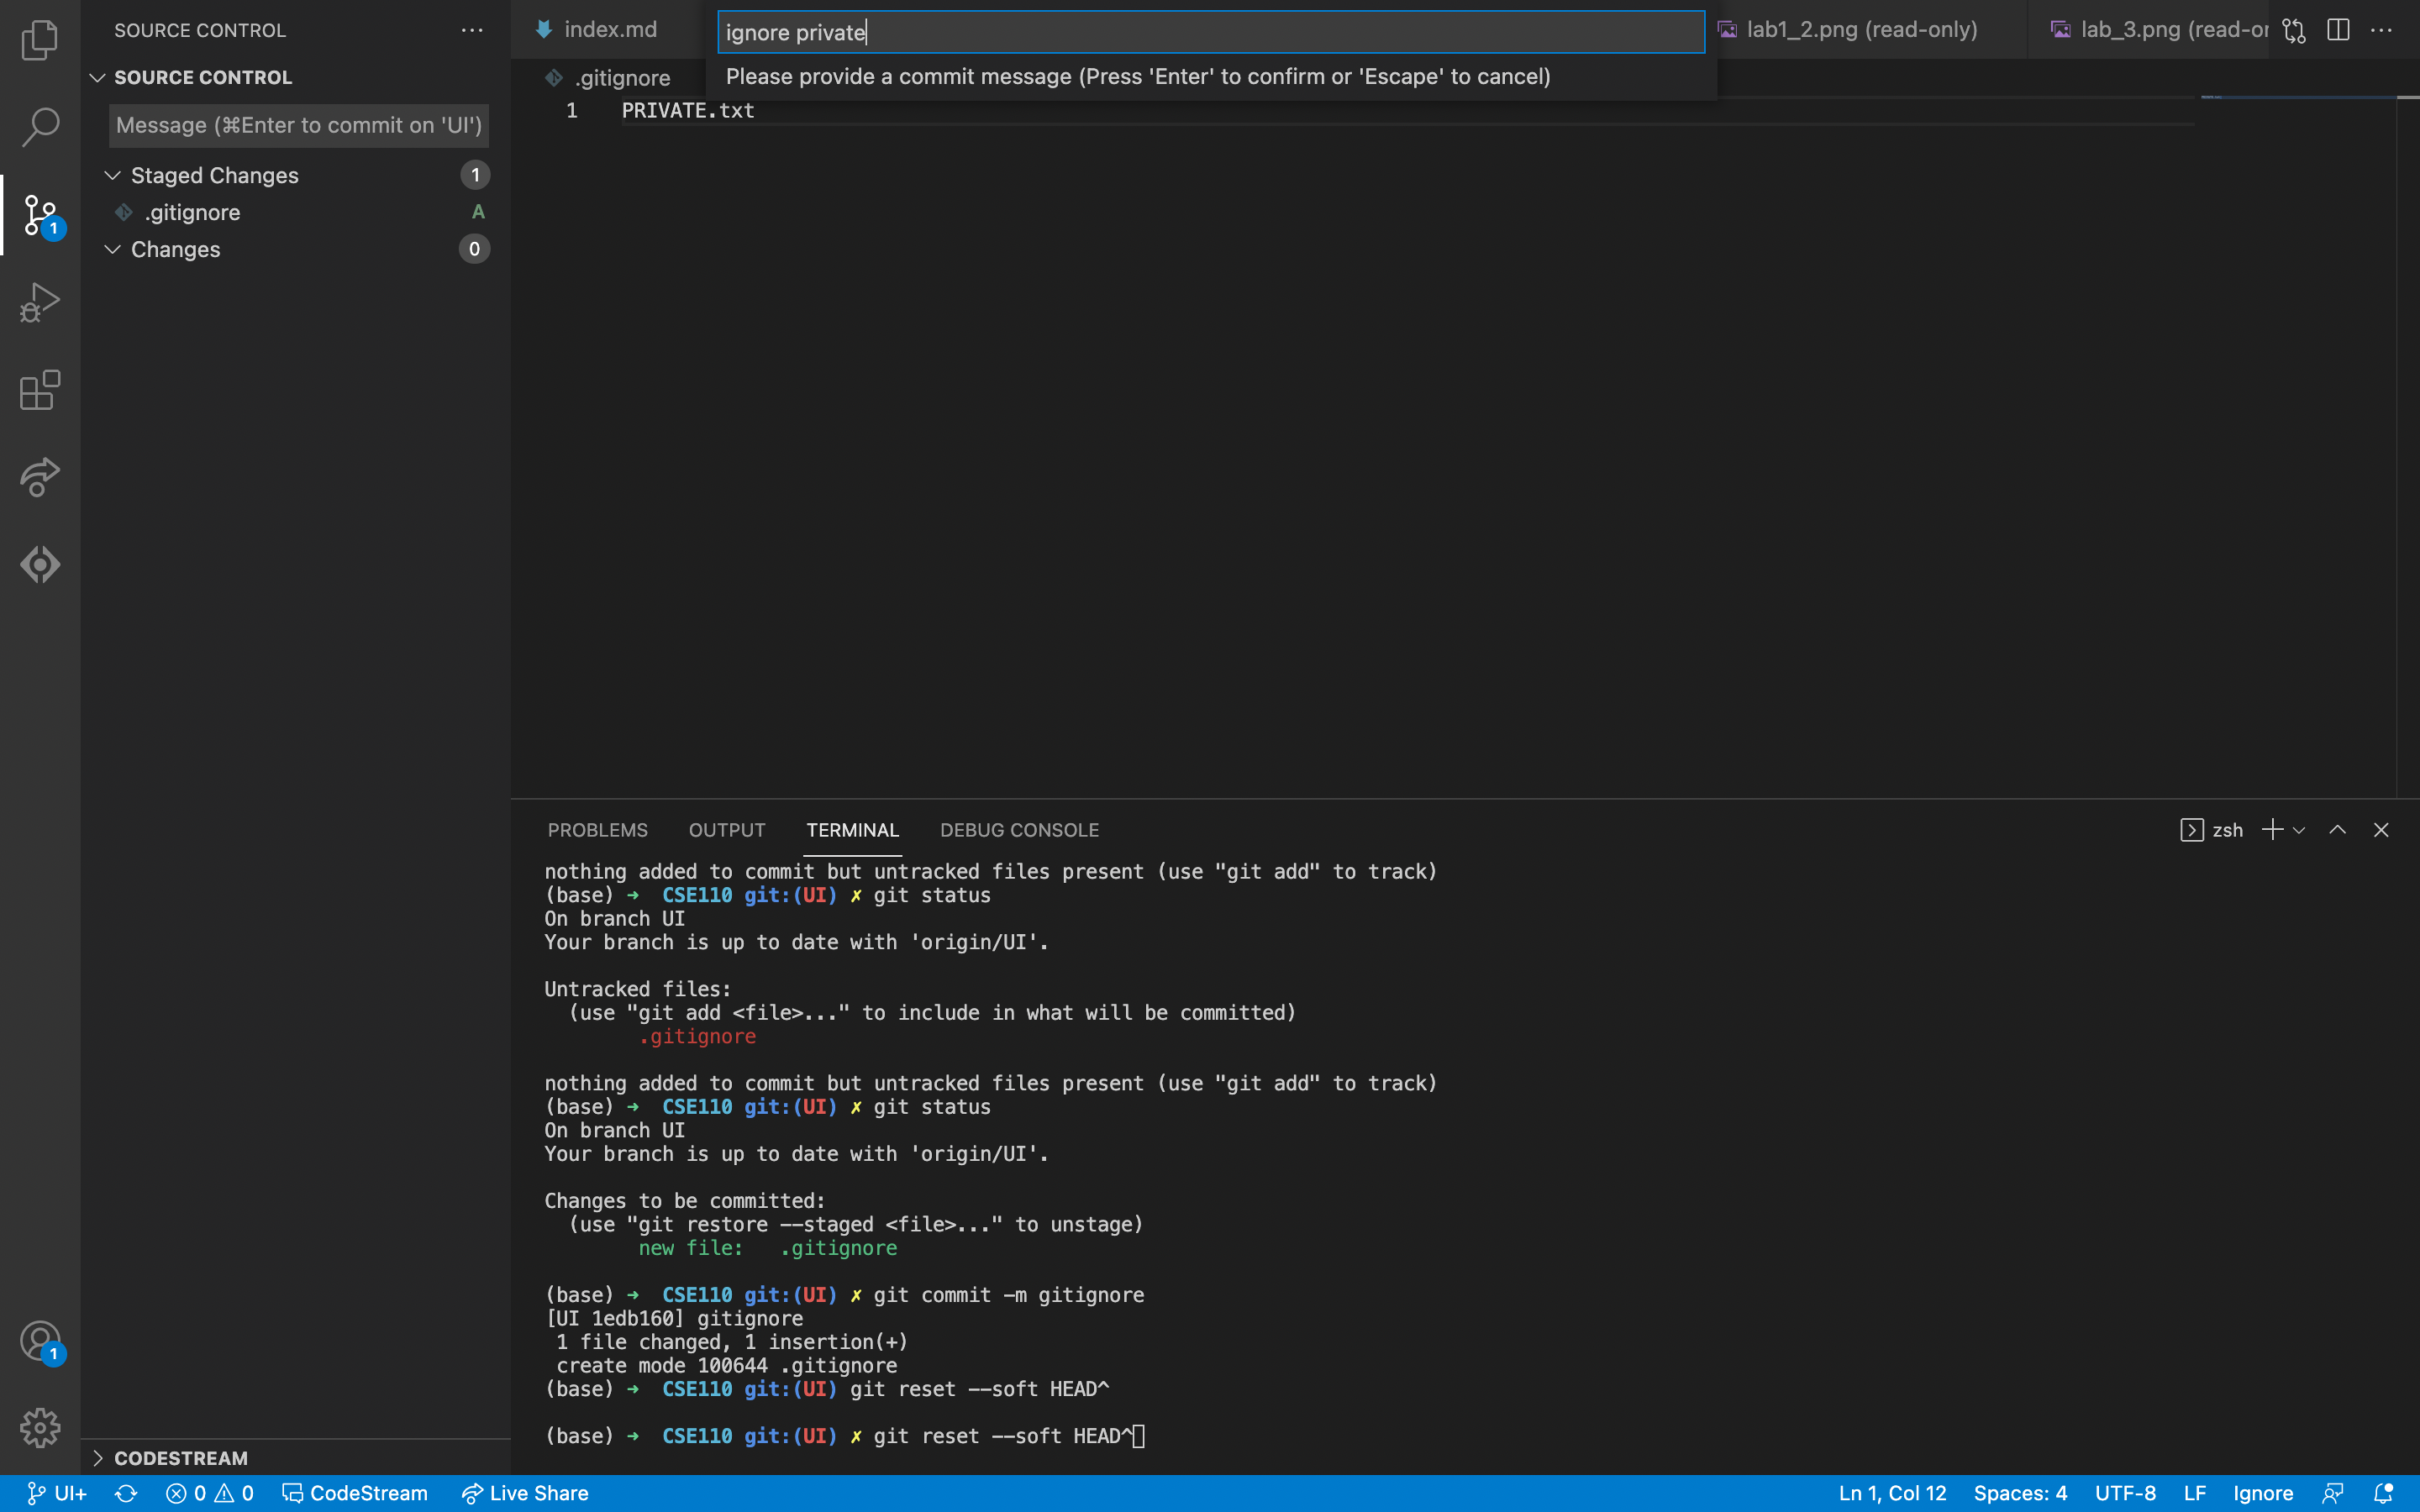 SOURCE CONTROL
SOURCE CONTROL
Message (⌘Enter to commit on 'UI')
Staged Changes 1
.gitignore A
Changes 0
1
1
CODESTREAM
index.md
ignore private
lab1_2.png (read-only)
lab_3.png (read-or
.gitignore
Please provide a commit message (Press 'Enter' to confirm or 'Escape' to cancel)
1 PRIVATE.txt
PROBLEMS OUTPUT TERMINAL DEBUG CONSOLE
zsh
nothing added to commit but untracked files present (use "git add" to track)
(base) ➜ CSE110 git:(UI) ✗ git status
On branch UI
Your branch is up to date with 'origin/UI'.
Untracked files:
(use "git add <file>..." to include in what will be committed)
.gitignore
nothing added to commit but untracked files present (use "git add" to track)
(base) ➜ CSE110 git:(UI) ✗ git status
On branch UI
Your branch is up to date with 'origin/UI'.
Changes to be committed:
(use "git restore --staged <file>..." to unstage)
new file: .gitignore
(base) ➜ CSE110 git:(UI) ✗ git commit -m gitignore
[UI 1edb160] gitignore
1 file changed, 1 insertion(+)
create mode 100644 .gitignore
(base) ➜ CSE110 git:(UI) git reset --soft HEAD^
(base) ➜ CSE110 git:(UI) ✗ git reset --soft HEAD^
UI+ 0 0 CodeStream Live Share
Ln 1, Col 12 Spaces: 4 UTF-8 LF Ignore